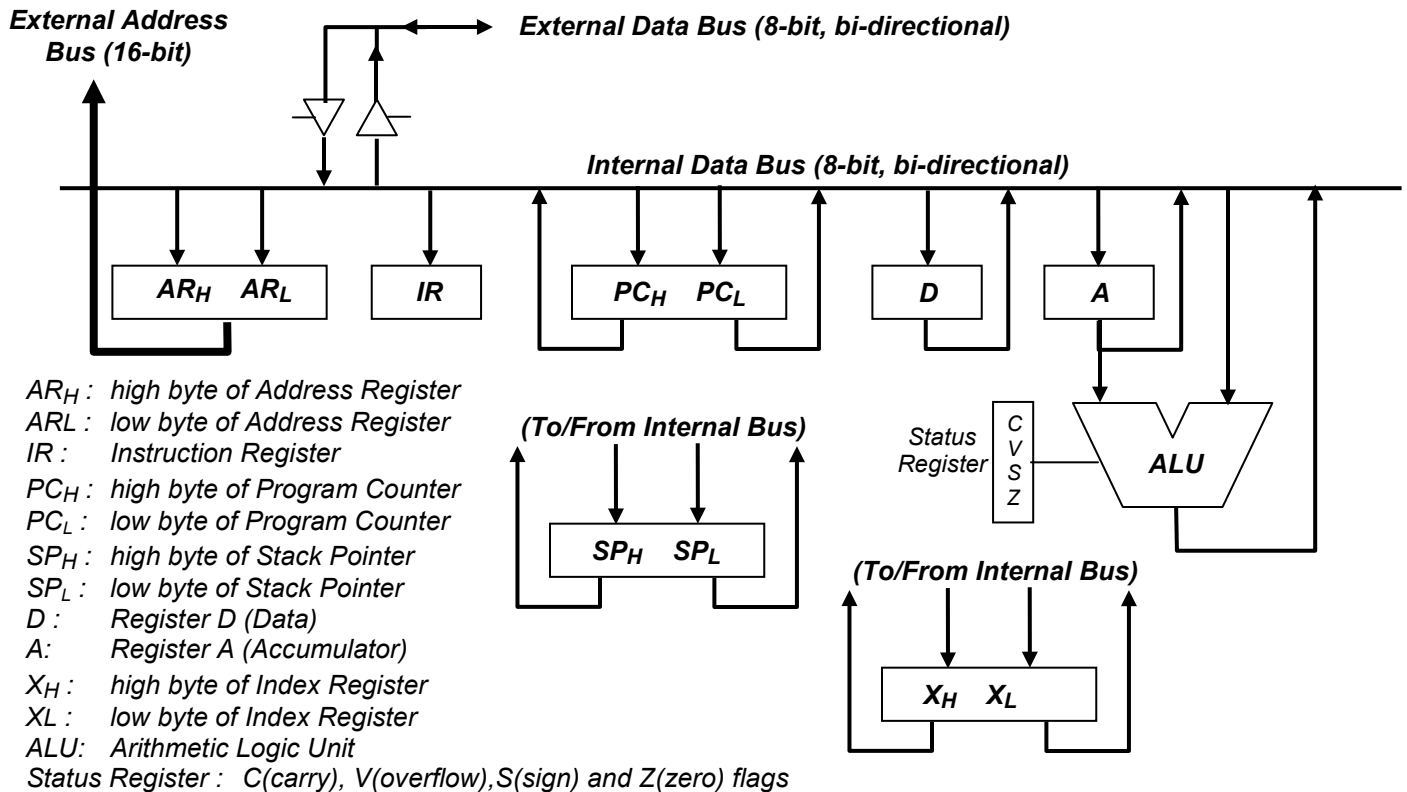 External Address
Bus (16-bit)
External Data Bus (8-bit, bi-directional)
Internal Data Bus (8-bit, bi-directional)
ARH ARL
IR
PCH PCL
D
A
ARH : high byte of Address Register
ARL : low byte of Address Register
IR : Instruction Register
PCH : high byte of Program Counter
PCL : low byte of Program Counter
SPH : high byte of Stack Pointer
SPL : low byte of Stack Pointer
D : Register D (Data)
A: Register A (Accumulator)
XH : high byte of Index Register
XL : low byte of Index Register
ALU: Arithmetic Logic Unit
Status Register : C(carry), V(overflow),S(sign) and Z(zero) flags
(To/From Internal Bus)
SPH SPL
Status
Register
C
V
S
Z
ALU
(To/From Internal Bus)
XH XL